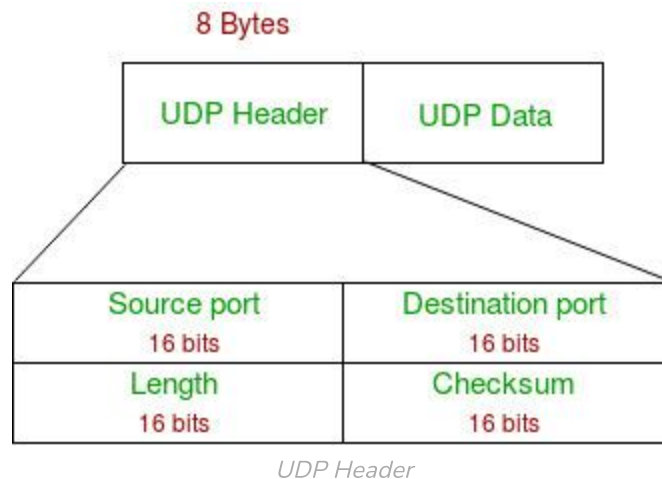 8 Bytes
UDP Header UDP Data
Source port Destination port
16 bits 16 bits
Length Checksum
16 bits 16 bits
UDP Header